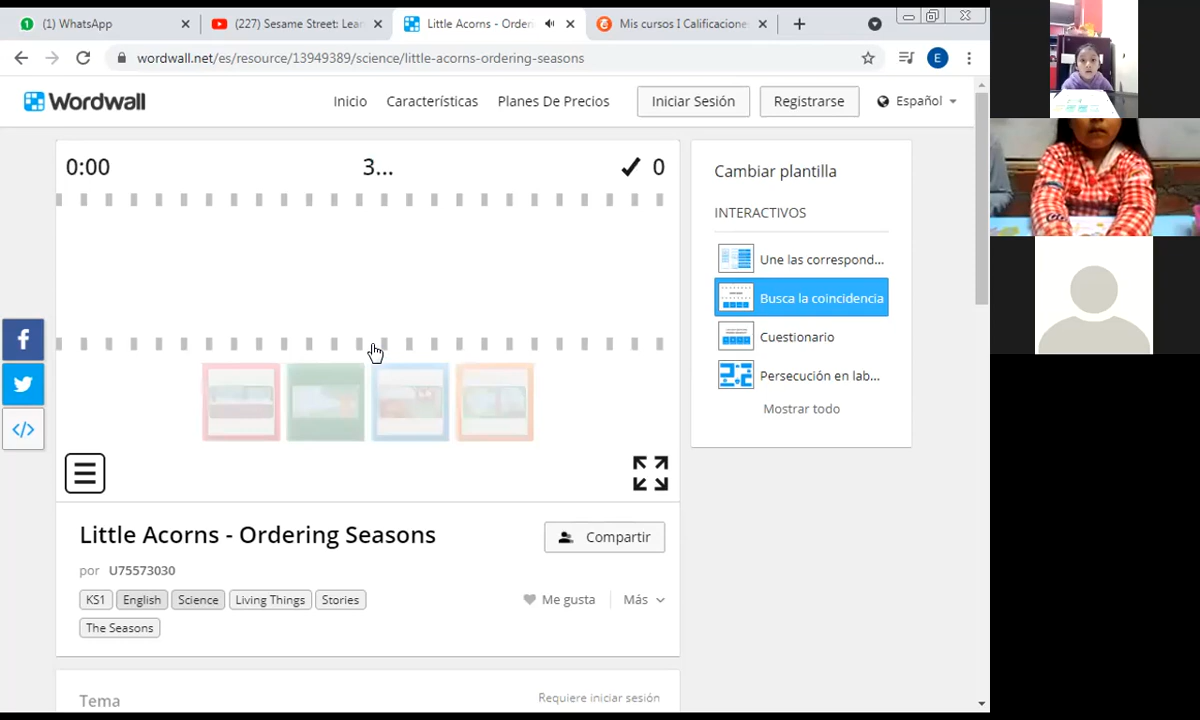 (1) WhatsApp
(227) Sesame Street: Lear
Little Acorns - Orderin
Mis cursos I Calificacione
wordwall.net/es/resource/13949389/science/little-acorns-ordering-seasons
E
Wordwall
Inicio
Características
Planes De Precios
Iniciar Sesión
Registrarse
Español
0:00
3...
0
Cambiar plantilla
INTERACTIVOS
Une las correspond...
Busca la coincidencia
Cuestionario
Persecución en lab...
Mostrar todo
Little Acorns - Ordering Seasons
Compartir
por U75573030
KS1
English
Science
Living Things
Stories
Me gusta
Más
The Seasons
Tema
Requiere iniciar sesión